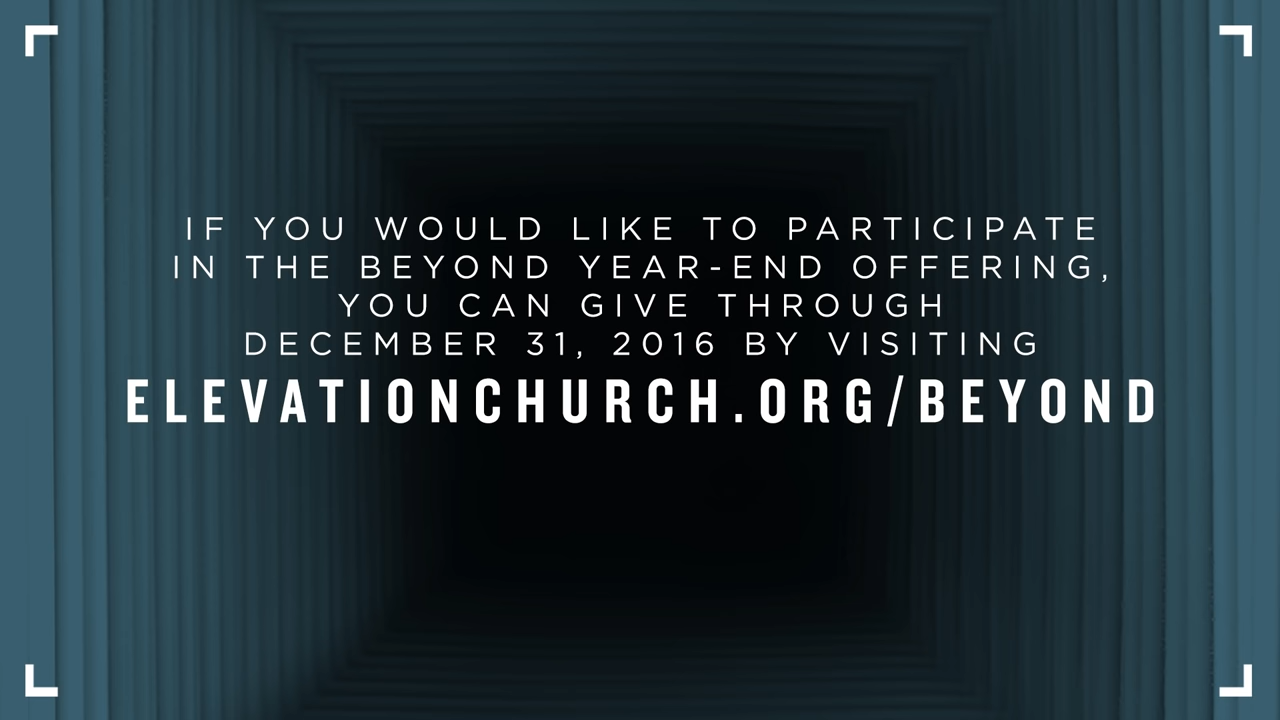 IF YOU WOULD LIKE TO PARTICIPATE
IN THE BEYOND YEAR-END OFFERING,
YOU CAN GIVE THROUGH
DECEMBER 31, 2016 BY VISITING
ELEVATIONCHURCH.ORG/BEYOND